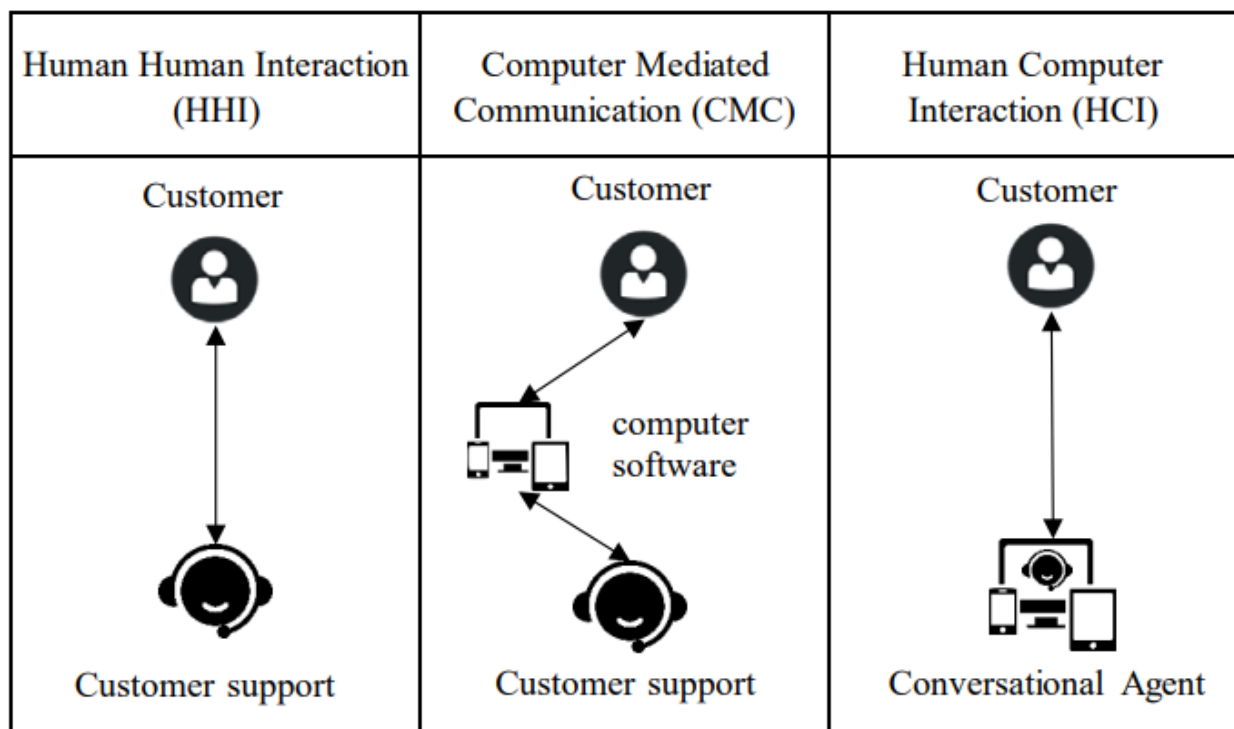 Human Human Interaction
(HHI)
Computer Mediated
Communication (CMC)
Human Computer
Interaction (HCI)
Customer
Customer support
Customer
computer
software
Customer support
Customer
Conversational Agent